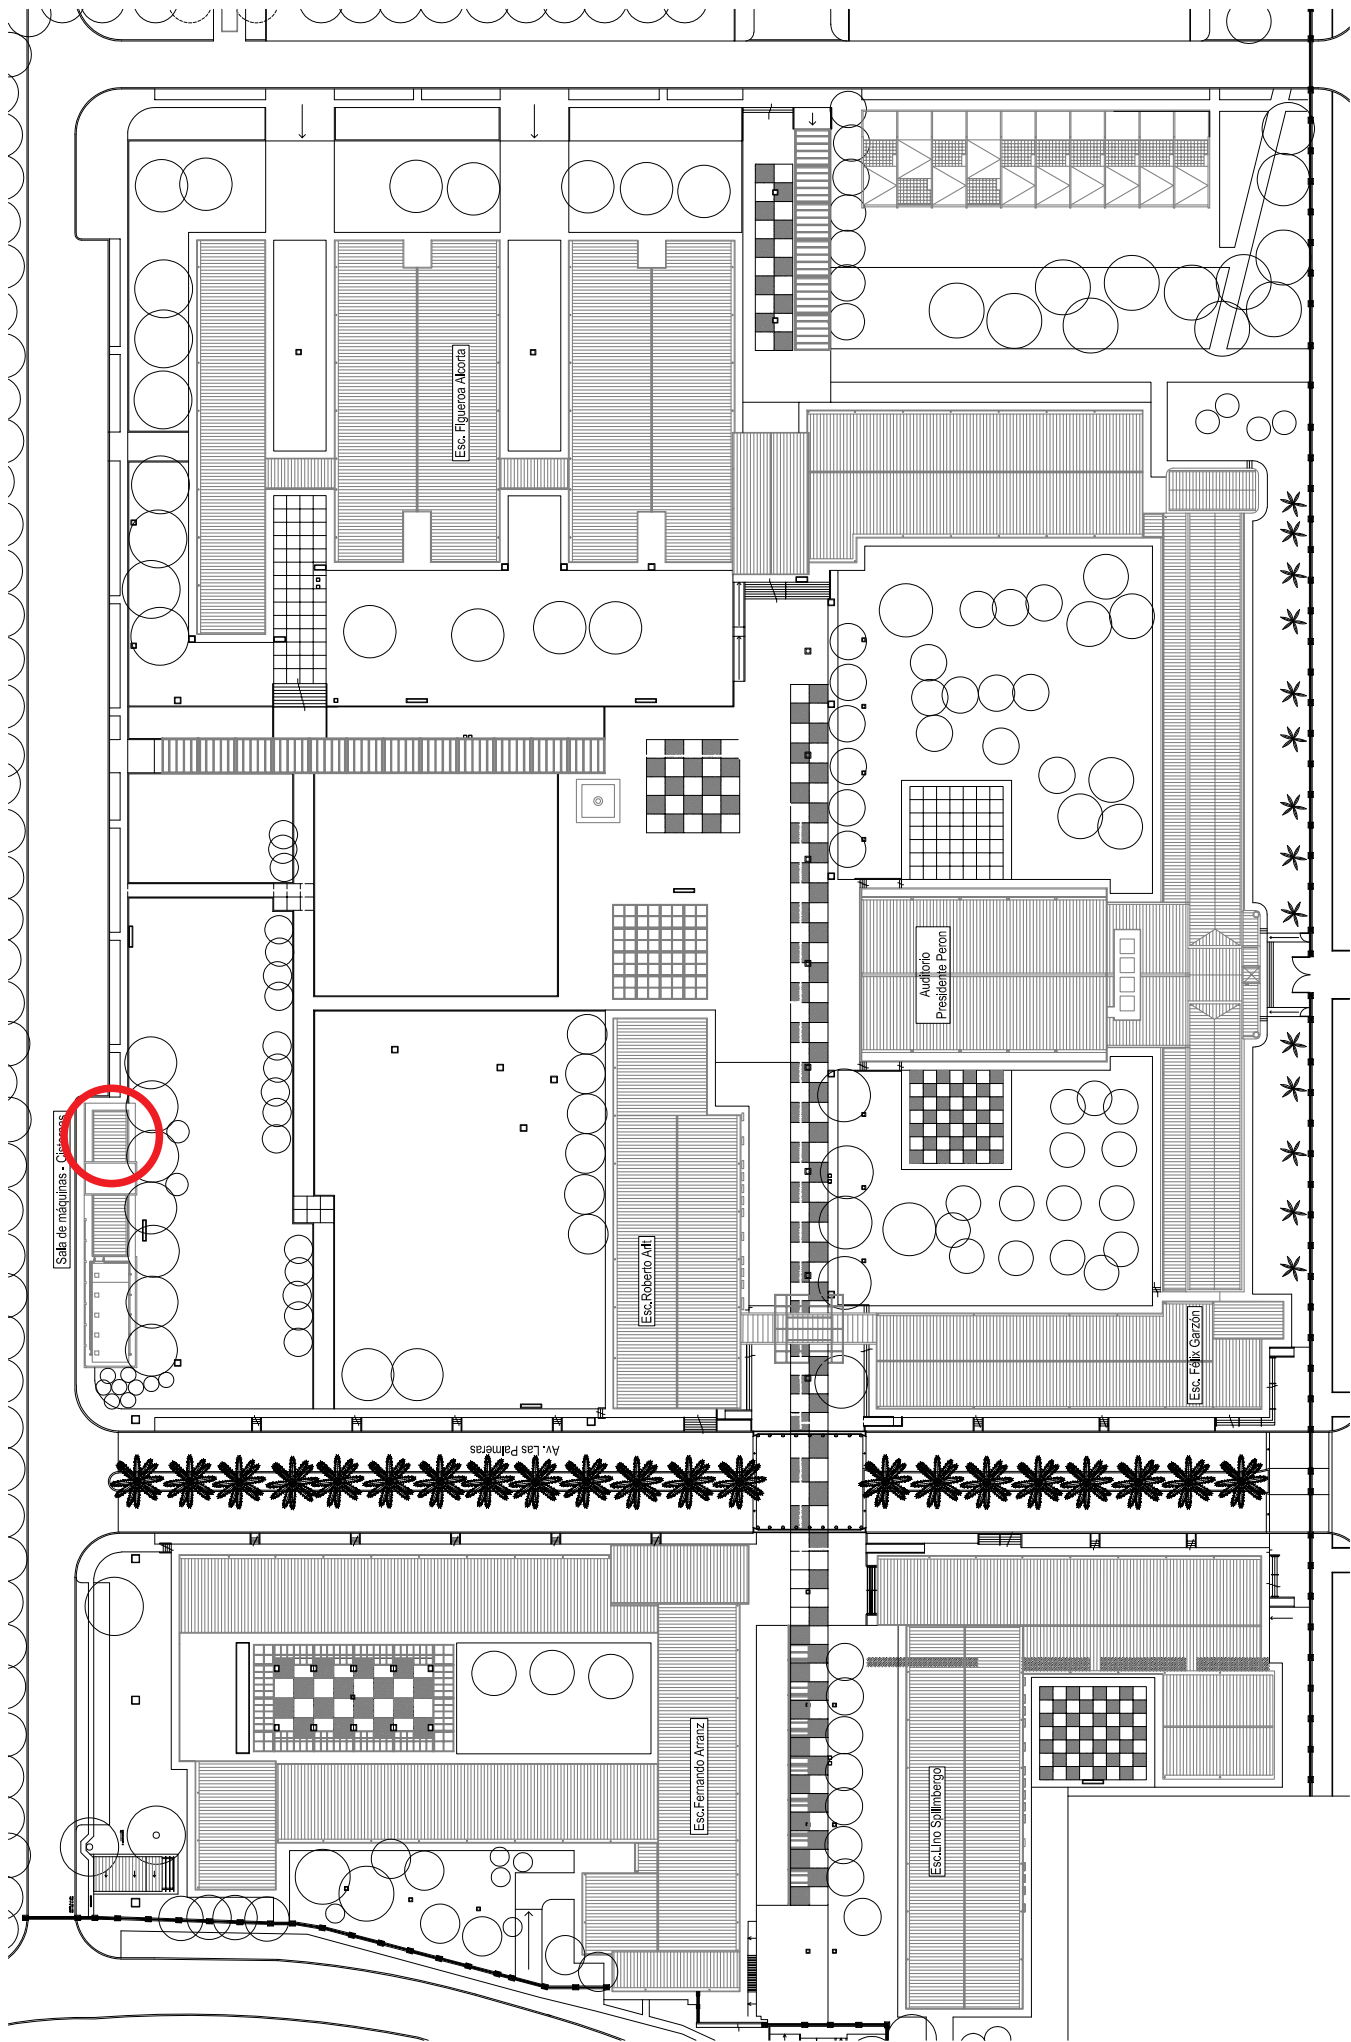 Esc. Figueroa Alcorta
Auditorio
Presidente Peron
Sala de máquinas - Cisternas
Esc.Roberto Arlt
Esc. Félix Garzón
Av. Las Palmeras
Esc.Fernando Arranz
Esc.Lino Spilimbergo